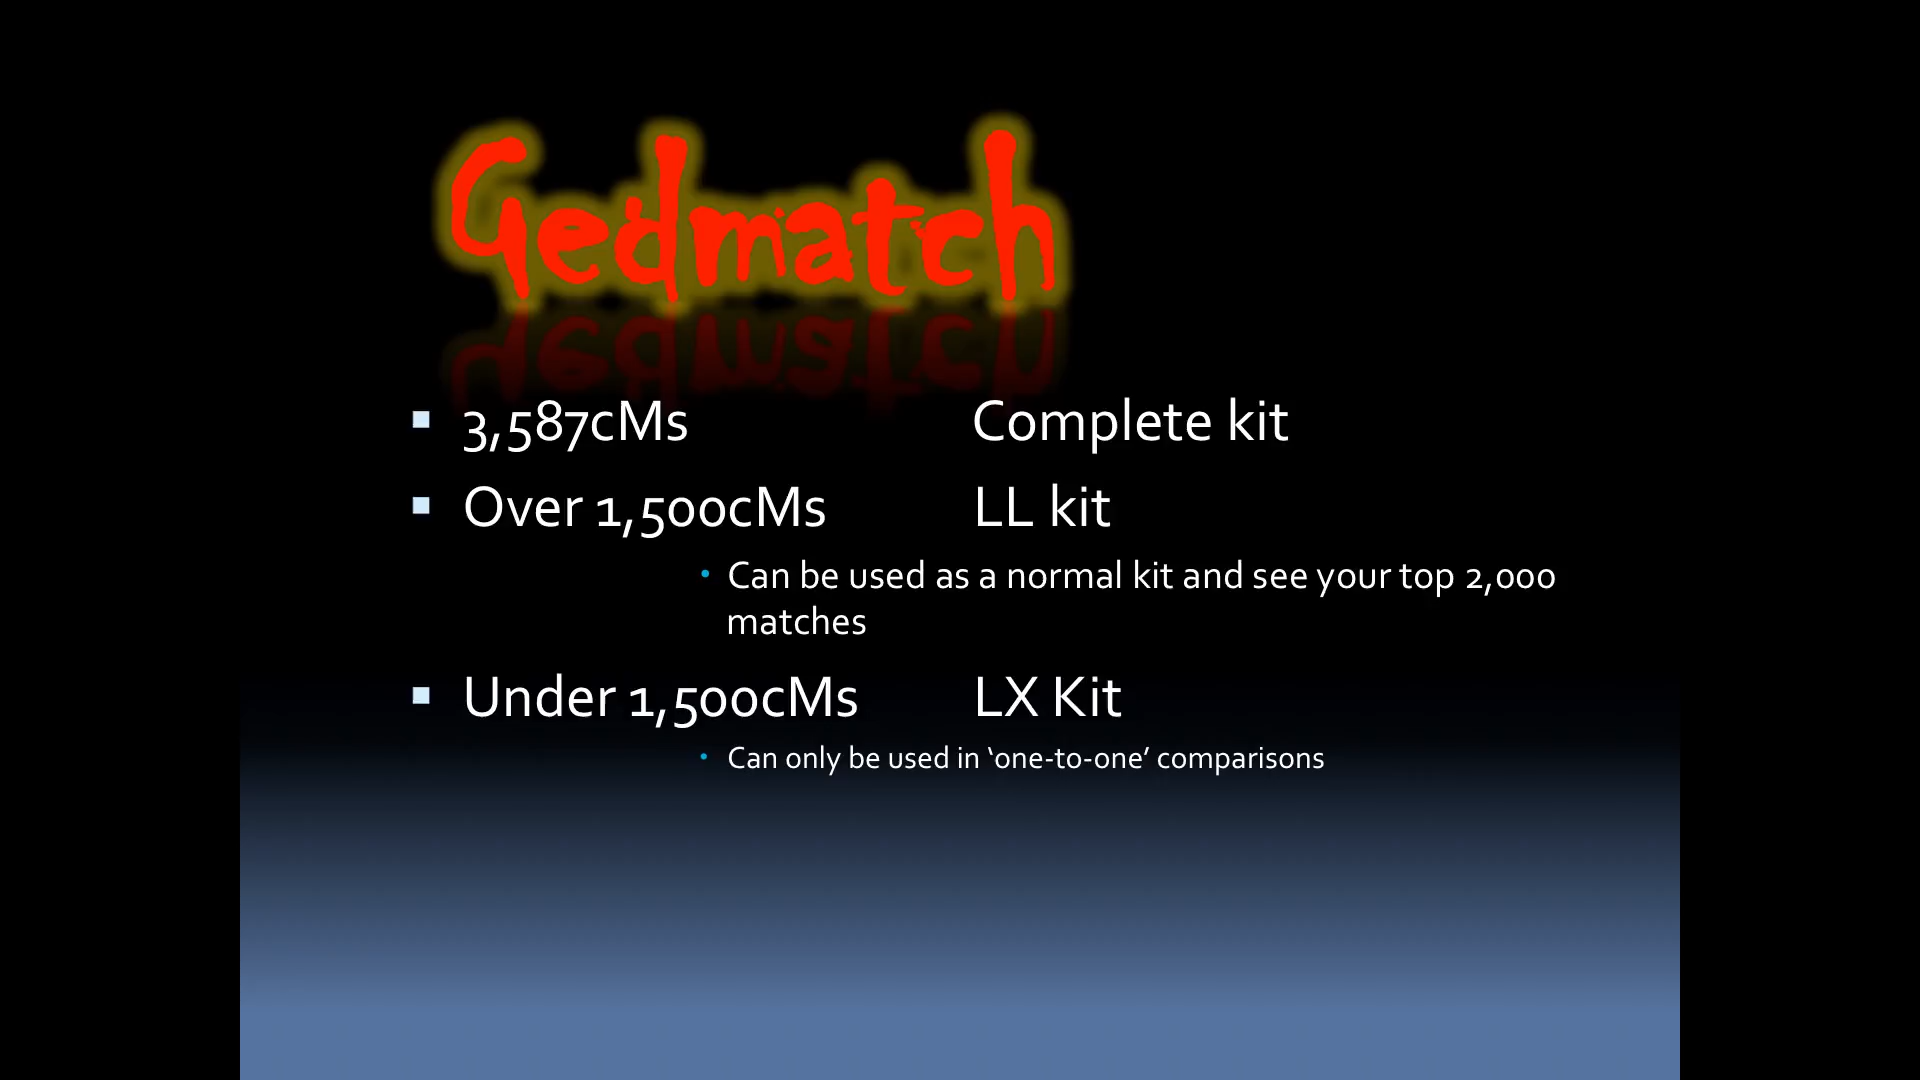 Gedmatch
3,587cMs Complete kit
Over 1,500cMs LL kit
Can be used as a normal kit and see your top 2,000
matches
Under 1,500cMs LX Kit
Can only be used in ‘one-to-one’ comparisons